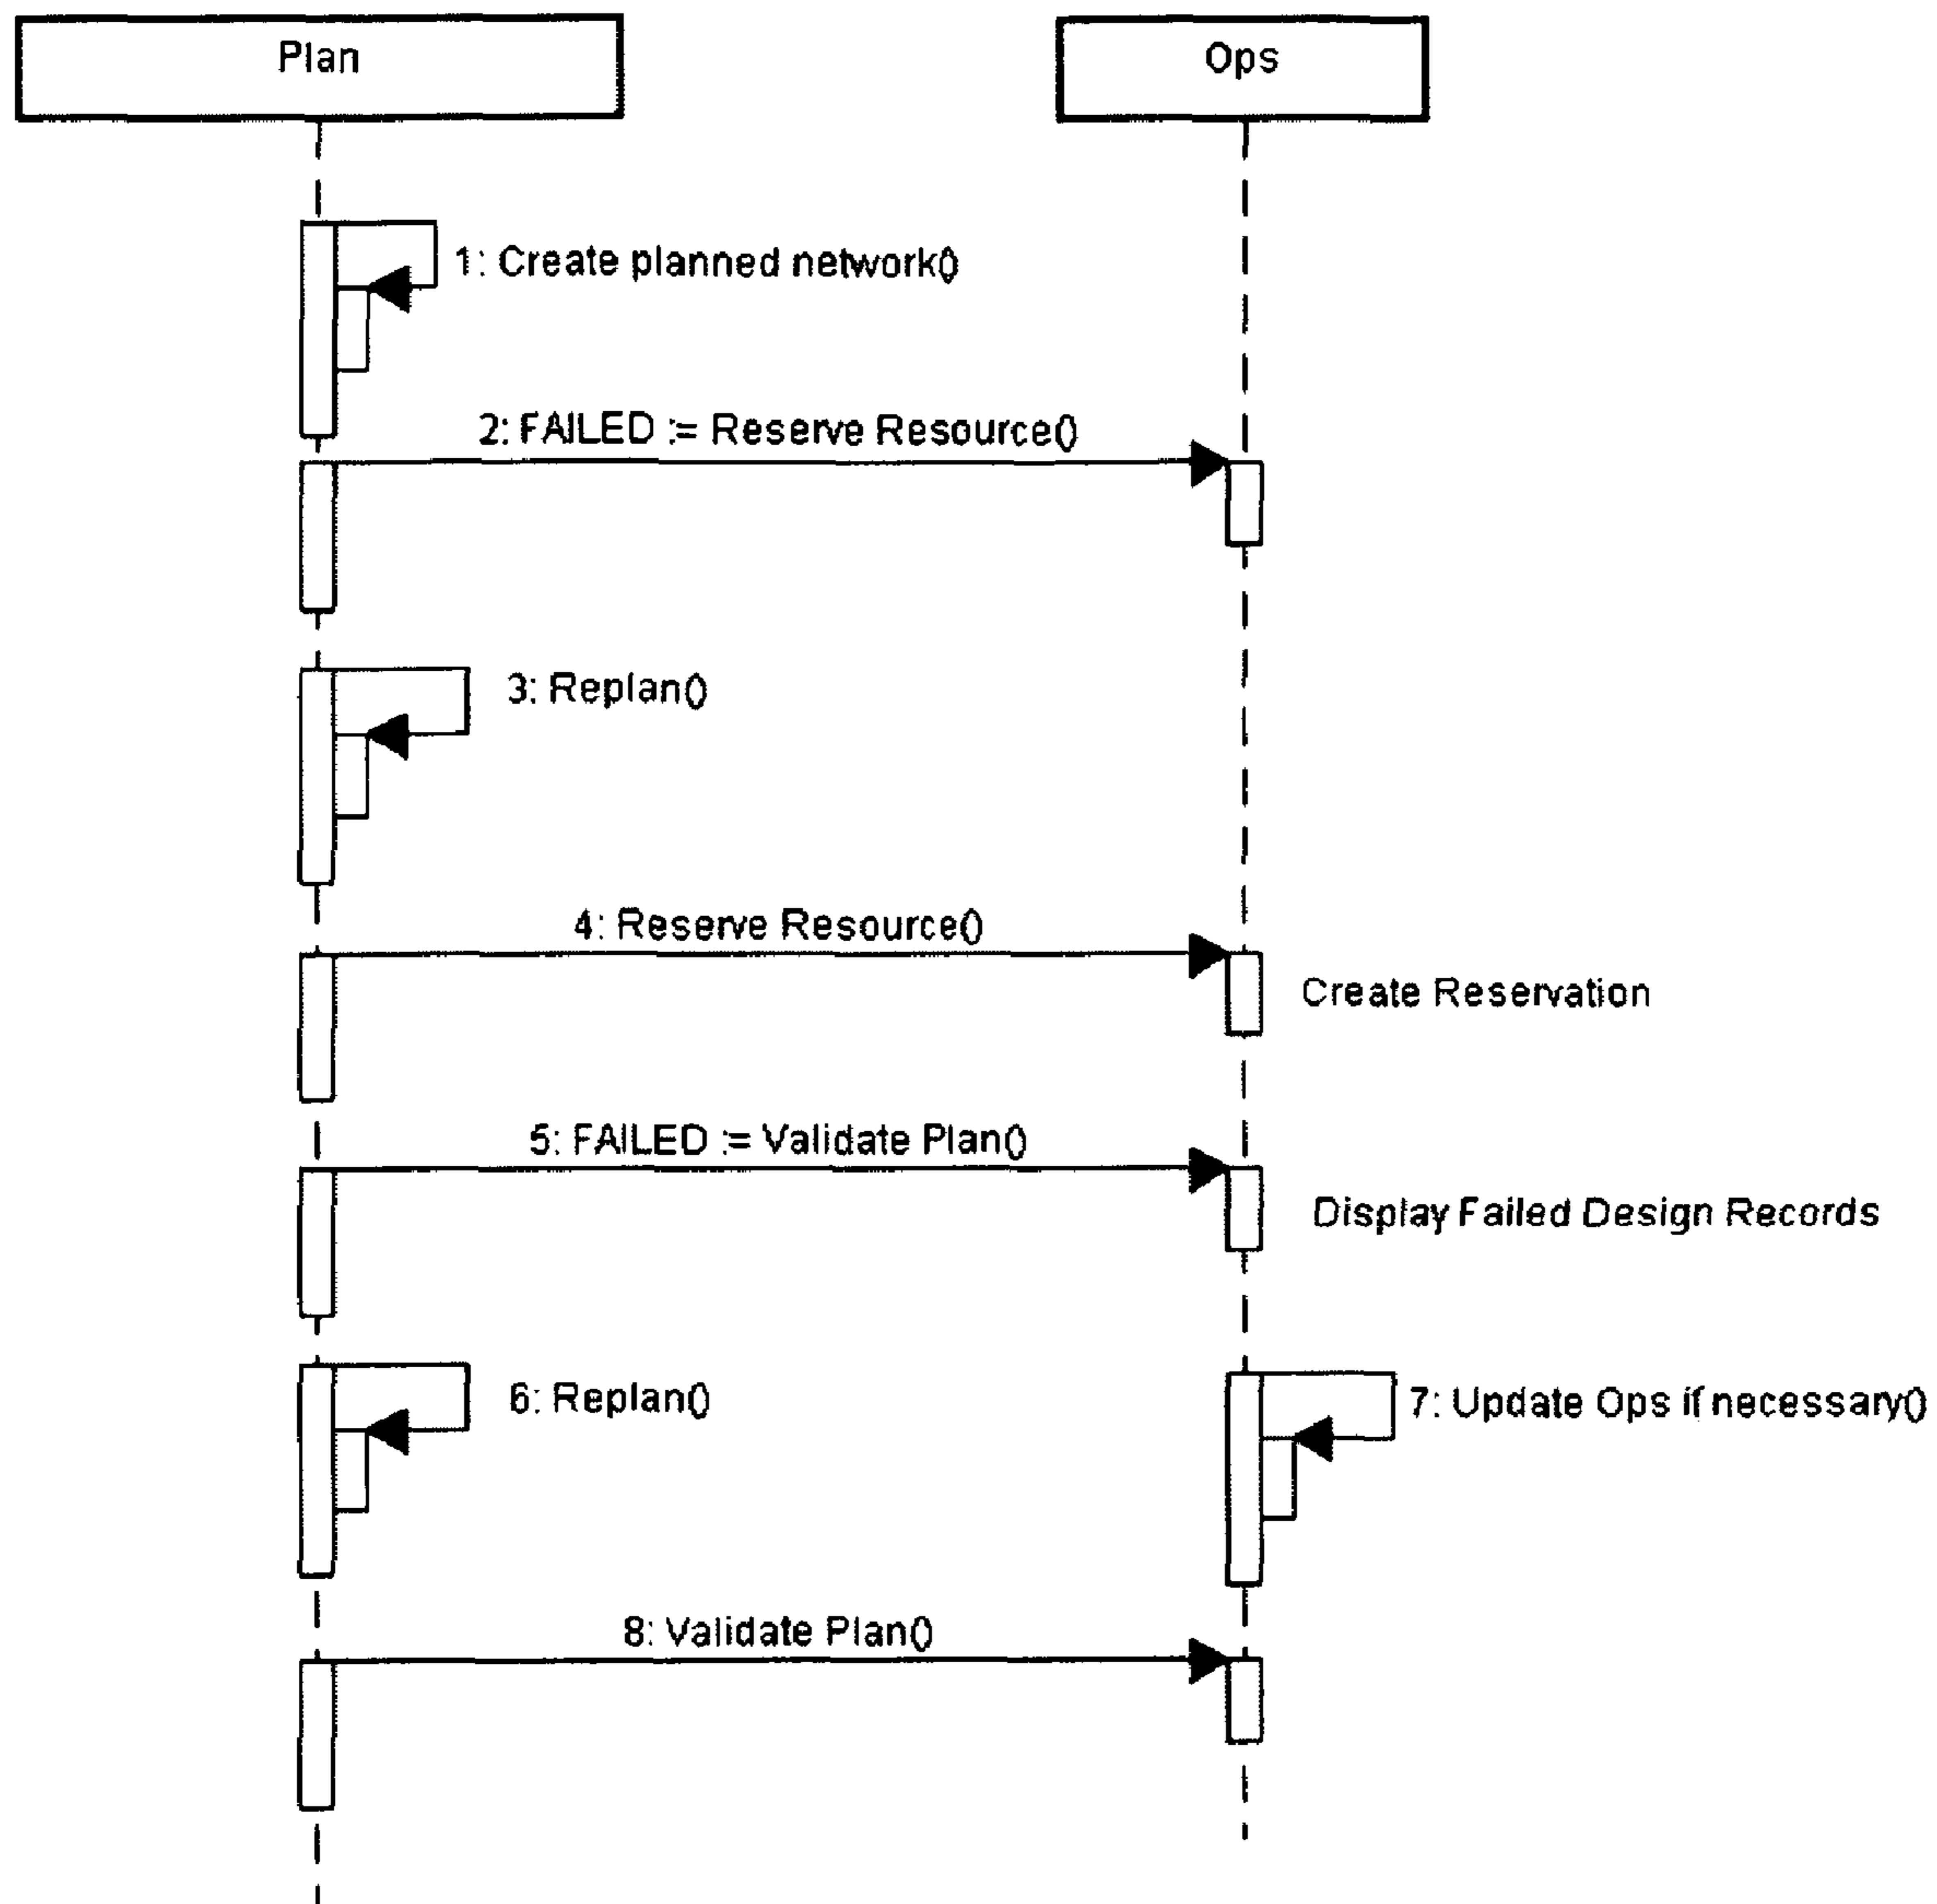 Plan
Ops
1: Create planned network()
2: FAILED := Reserve Resource()
3: Replan()
4: Reserve Resource()
Create Reservation
5: FAILED := Validate Plan()
Display Failed Design Records
6: Replan()
7: Update Ops if necessary()
8: Validate Plan()